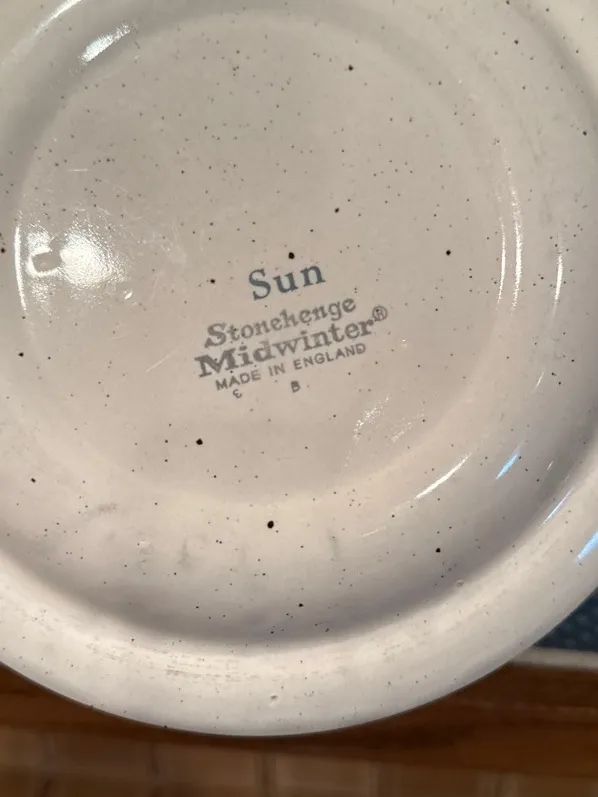 Sun
Stonehenge
Midwinter®
MADE IN ENGLAND
B